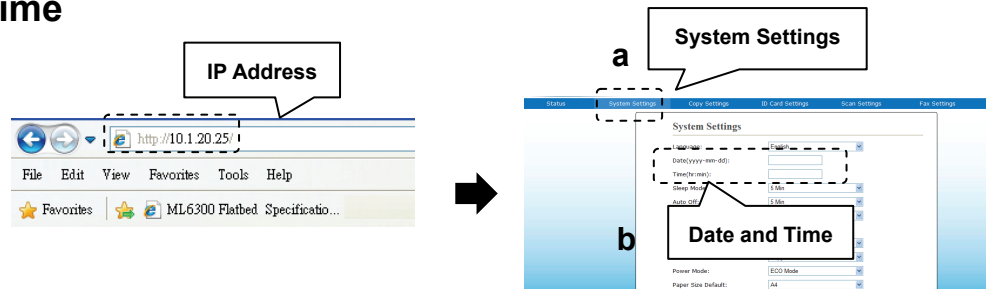 ime
IP Address
http://10.1.20.25/
File Edit View Favorites Tools Help
Favorites ML6300 Flatbed Specificatio...
a
System Settings
Status System Settings Copy Settings ID Card Settings Scan Settings Fax Settings
System Settings
Language: English
Date(yyyy-mm-dd):
Time(hr:min):
Sleep Mode: 5 Min
Auto Off: 5 Min
b
Date and Time
Power Mode: ECO Mode
Paper Size Default: A4